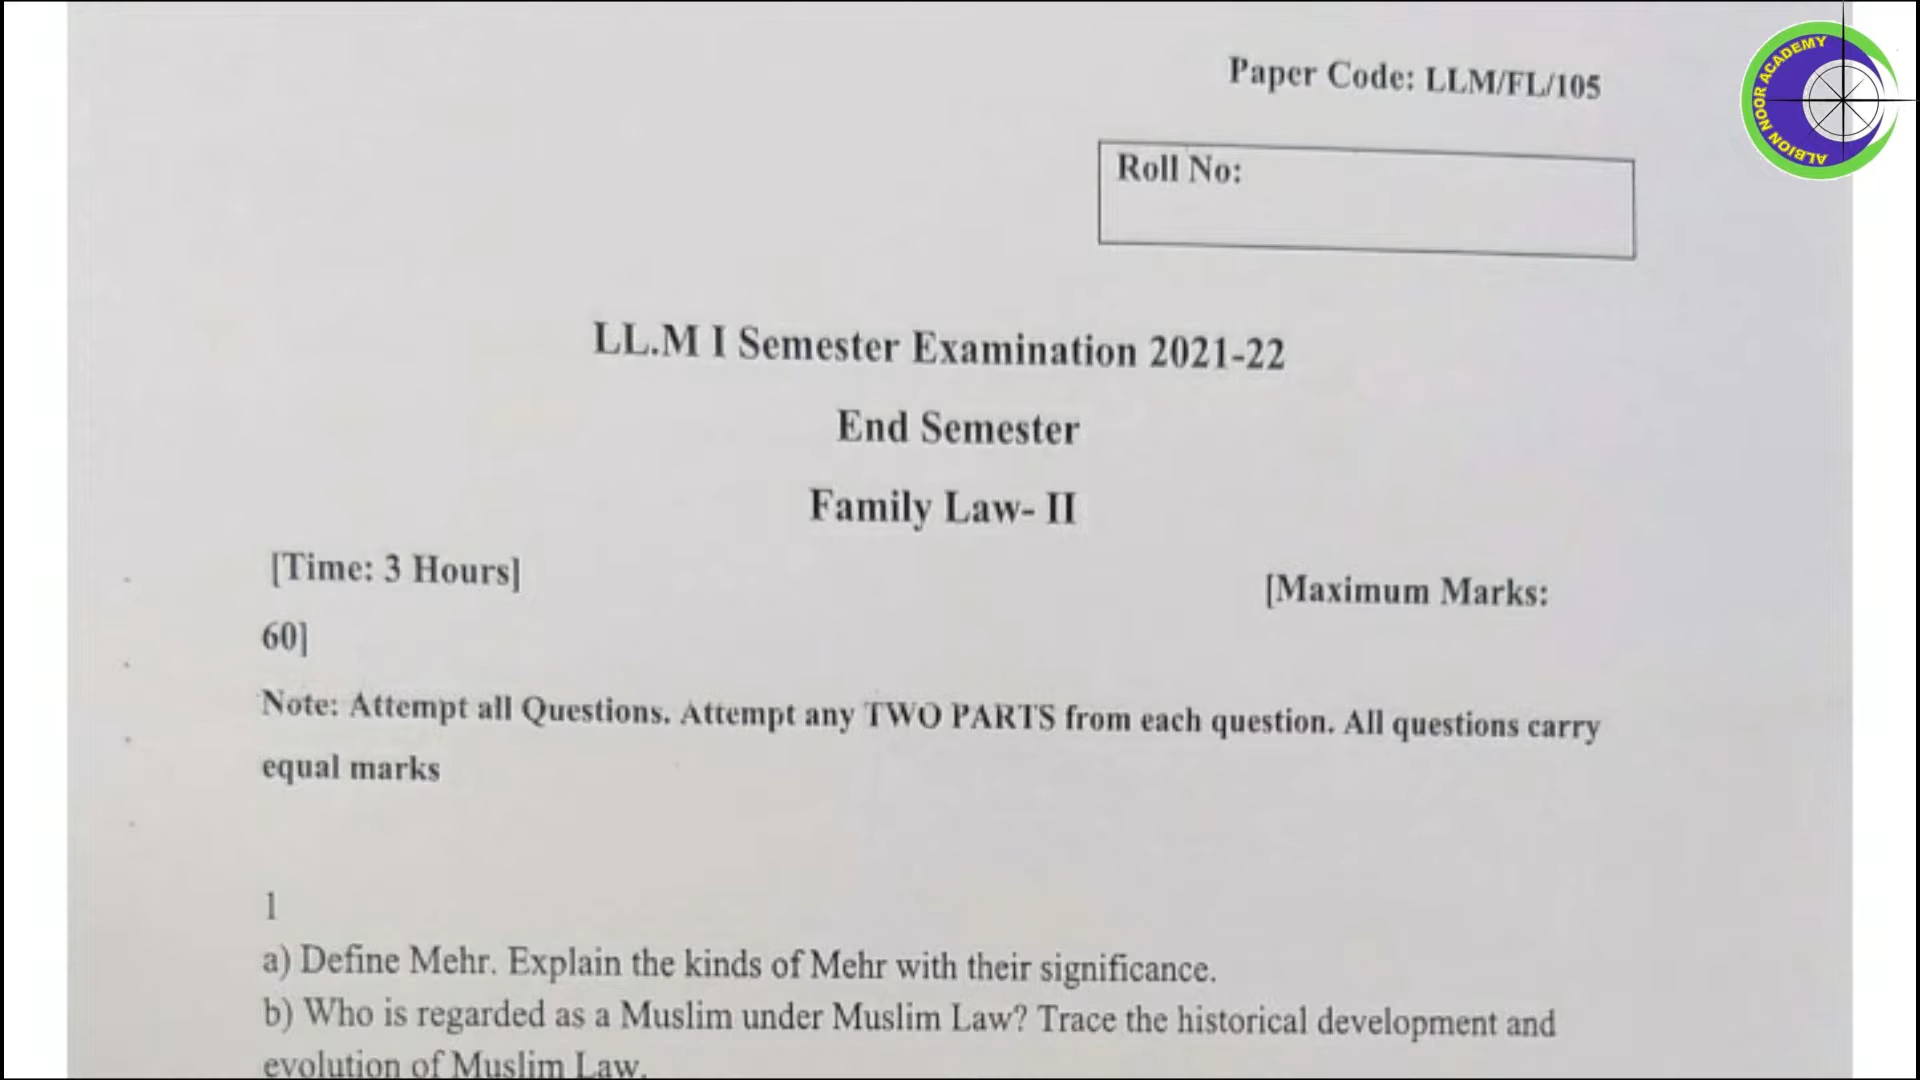 Paper Code: LLM/FL/105
ALBION NOOR ACADEMY
Roll No:
LL.M I Semester Examination 2021-22
End Semester
Family Law- II
[Time: 3 Hours]
[Maximum Marks:
60]
Note: Attempt all Questions. Attempt any TWO PARTS from each question. All questions carry
equal marks
1
a) Define Mehr. Explain the kinds of Mehr with their significance.
b) Who is regarded as a Muslim under Muslim Law? Trace the historical development and
evolution of Muslim Law.